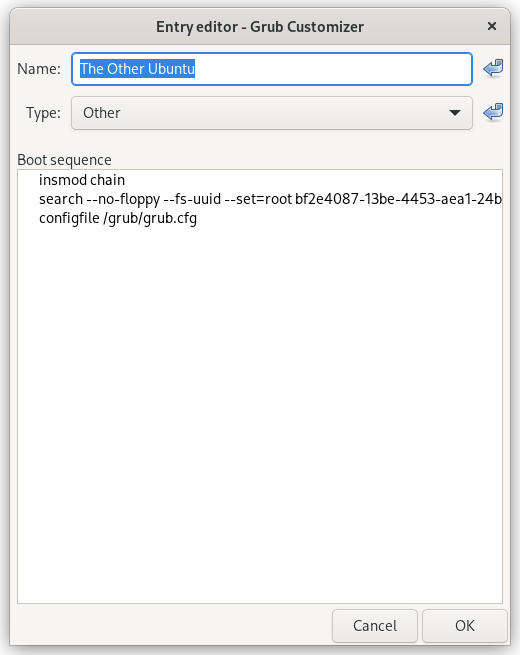 Entry editor - Grub Customizer
Name: The Other Ubuntu
Type: Other
Boot sequence
insmod chain
search --no-floppy --fs-uuid --set=root bf2e4087-13be-4453-aea1-24b
configfile /grub/grub.cfg
Cancel OK